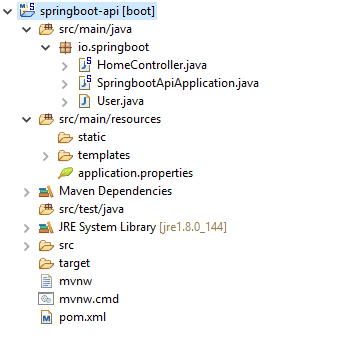 springboot-api [boot]
src/main/java
io.springboot
HomeController.java
SpringbootApiApplication.java
User.java
src/main/resources
static
templates
application.properties
Maven Dependencies
src/test/java
JRE System Library [jre1.8.0_144]
src
target
mvnw
mvnw.cmd
pom.xml